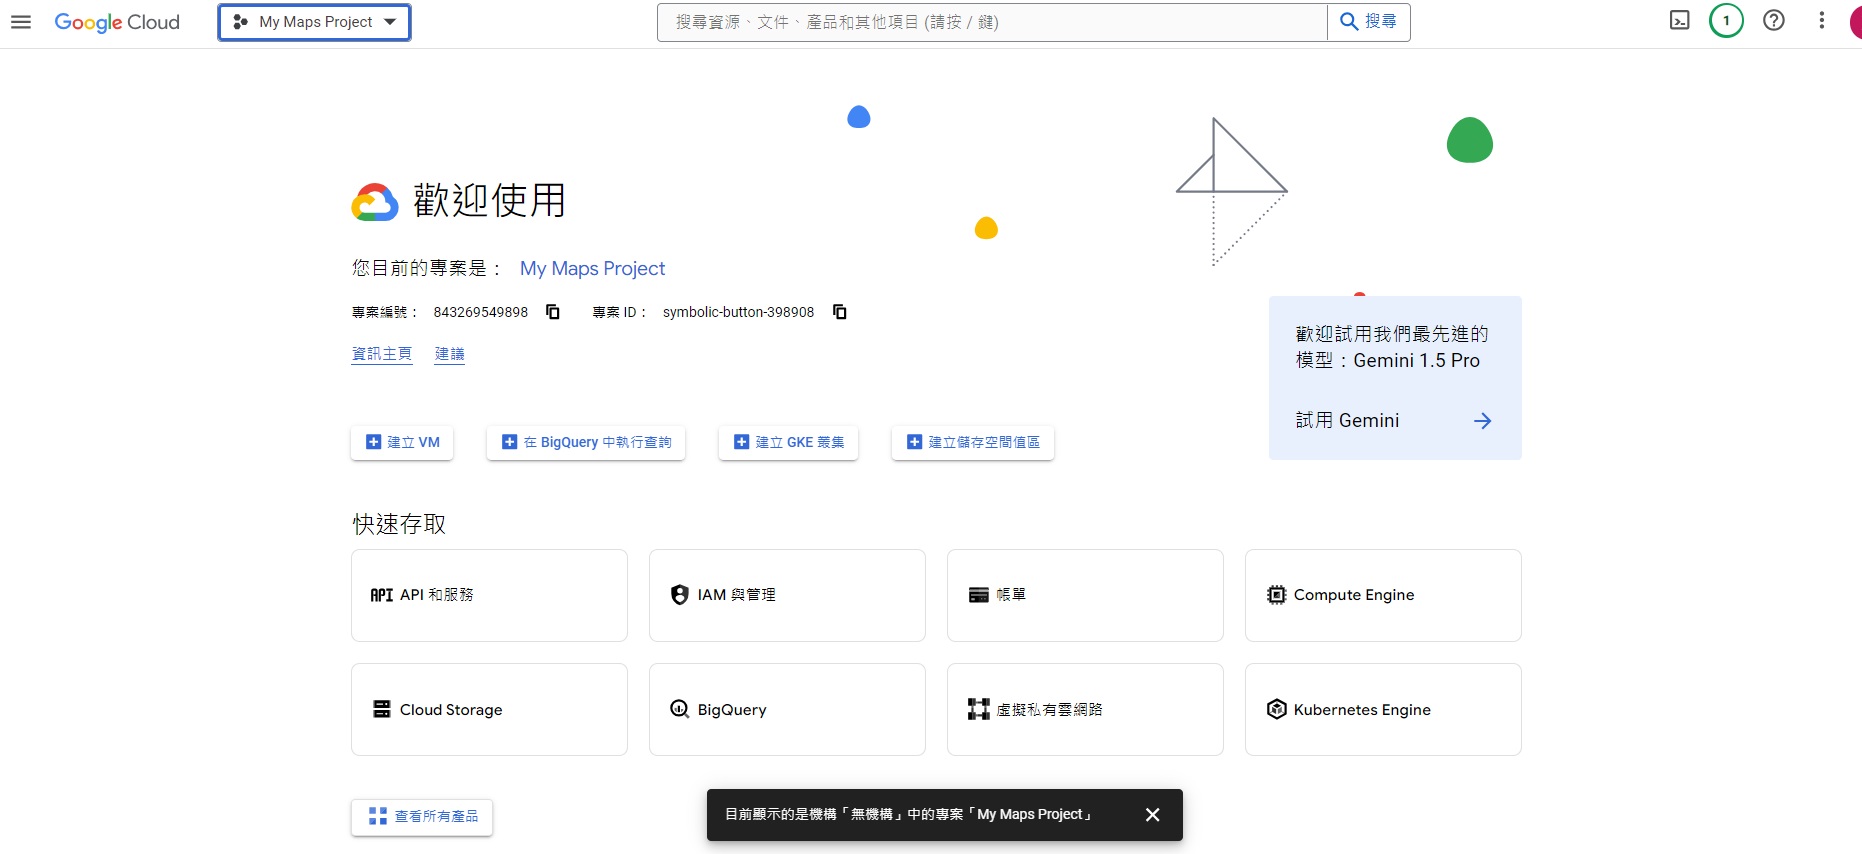 Google Cloud
My Maps Project
搜尋資源、文件、產品和其他項目 (請按 / 鍵)
搜尋
1
歡迎使用
您目前的專案是： My Maps Project
專案編號： 843269549898 專案 ID： symbolic-button-398908
資訊主頁 建議
歡迎試用我們最先進的
模型：Gemini 1.5 Pro
試用 Gemini
建立 VM
在 BigQuery 中執行查詢
建立 GKE 叢集
建立儲存空間值區
快速存取
API API 和服務
IAM 與管理
帳單
Compute Engine
Cloud Storage
BigQuery
虛擬私有雲網路
Kubernetes Engine
查看所有產品
目前顯示的是機構「無機構」中的專案「My Maps Project」